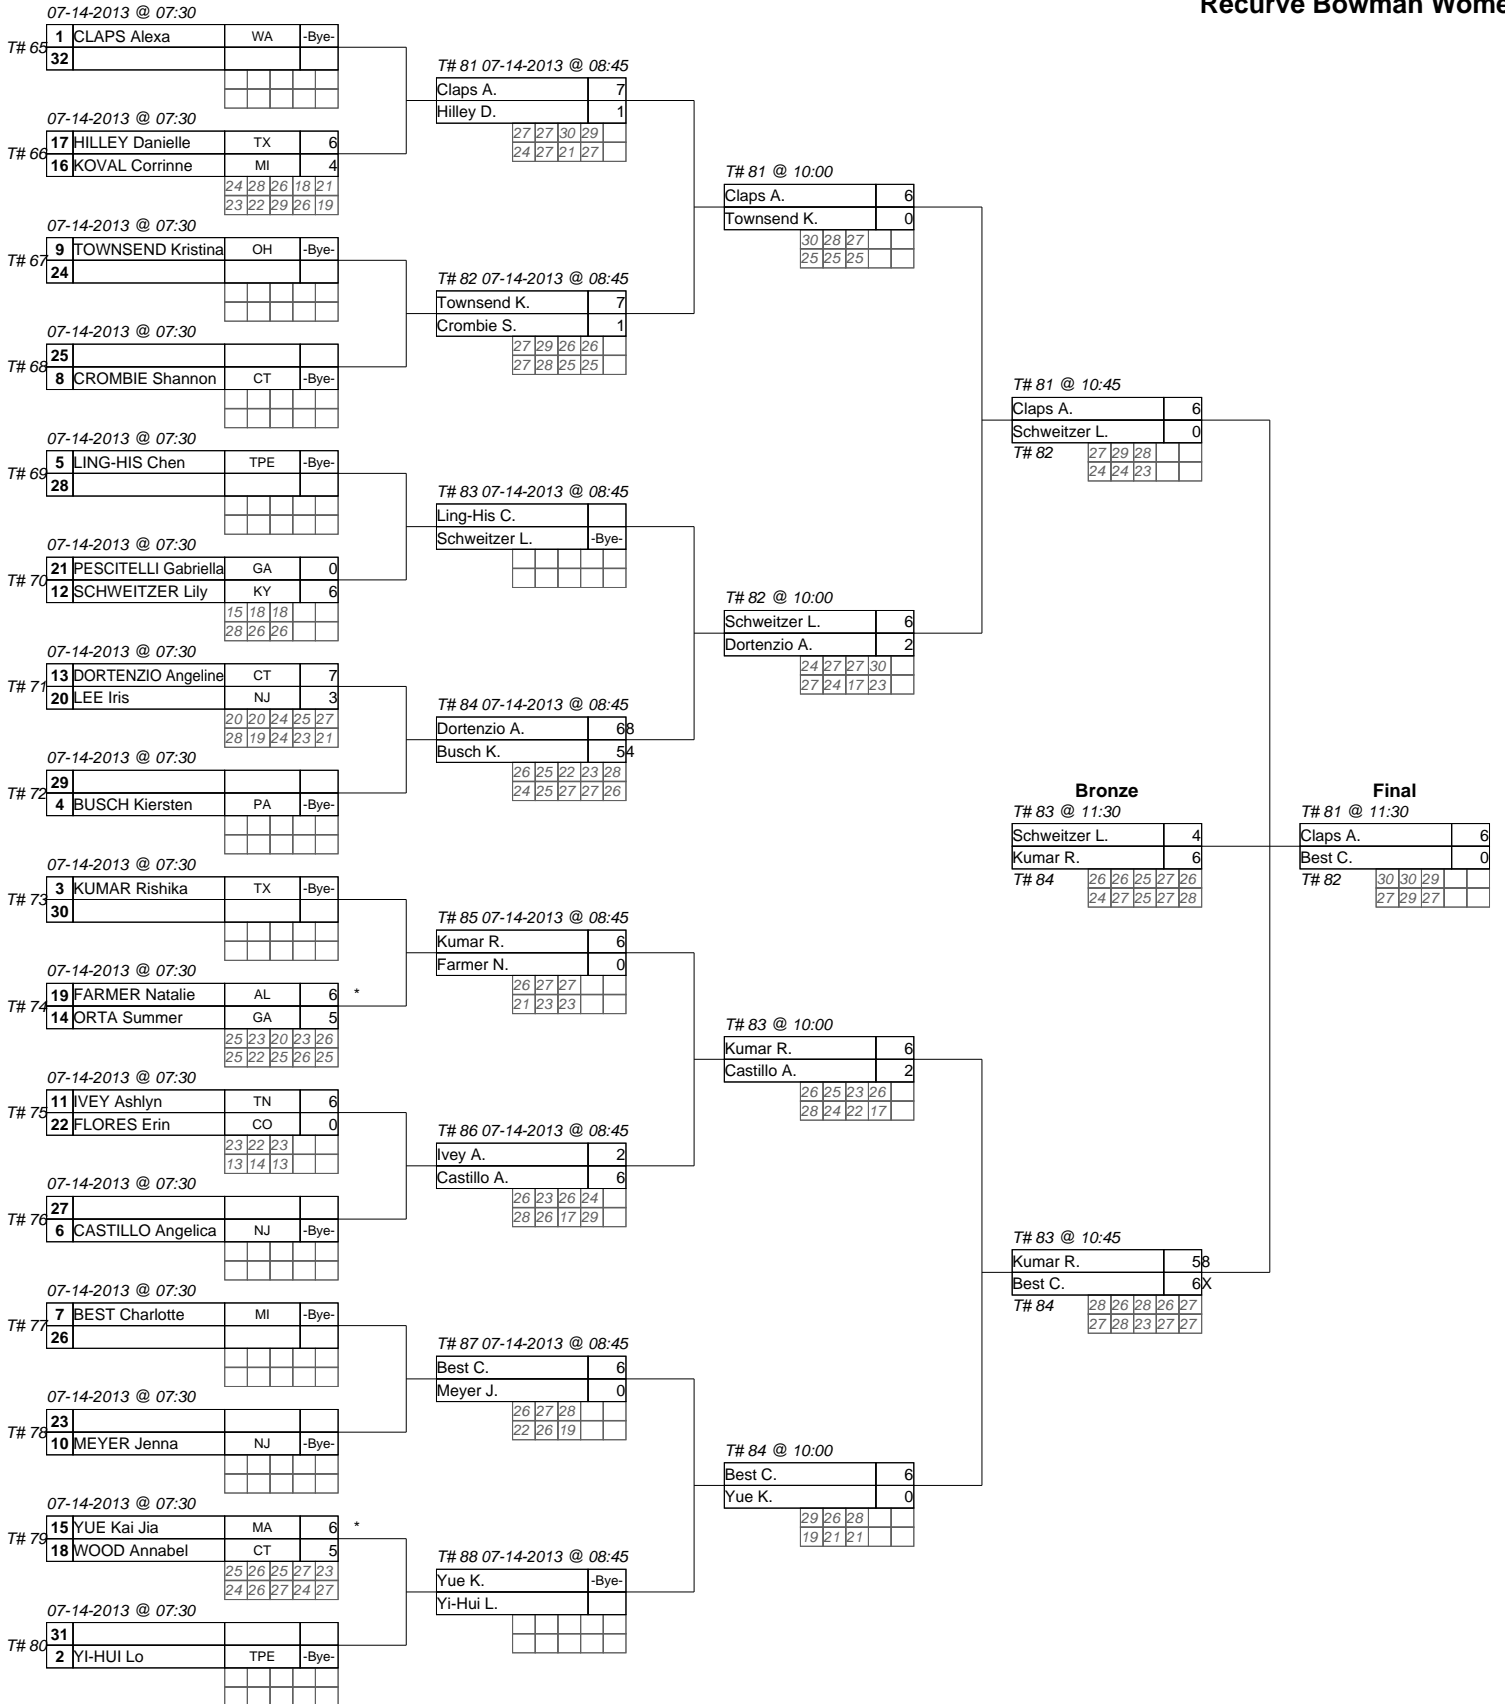 Recurve Bowman Wome
07-14-2013 @ 07:30
T# 65
1 CLAPS Alexa WA -Bye-
32
07-14-2013 @ 07:30
T# 66
17 HILLEY Danielle TX 6
16 KOVAL Corrinne MI 4
24 28 26 18 21
23 22 29 26 19
07-14-2013 @ 07:30
T# 67
9 TOWNSEND Kristina OH -Bye-
24
07-14-2013 @ 07:30
T# 68
25
8 CROMBIE Shannon CT -Bye-
07-14-2013 @ 07:30
T# 69
5 LING-HIS Chen TPE -Bye-
28
07-14-2013 @ 07:30
T# 70
21 PESCITELLI Gabriella GA 0
12 SCHWEITZER Lily KY 6
15 18 18
28 26 26
07-14-2013 @ 07:30
T# 71
13 DORTENZIO Angeline CT 7
20 LEE Iris NJ 3
20 20 24 25 27
28 19 24 23 21
07-14-2013 @ 07:30
T# 72
29
4 BUSCH Kiersten PA -Bye-
07-14-2013 @ 07:30
T# 73
3 KUMAR Rishika TX -Bye-
30
07-14-2013 @ 07:30
T# 74
19 FARMER Natalie AL 6 *
14 ORTA Summer GA 5
25 23 20 23 26
25 22 25 26 25
07-14-2013 @ 07:30
T# 75
11 IVEY Ashlyn TN 6
22 FLORES Erin CO 0
23 22 23
13 14 13
07-14-2013 @ 07:30
T# 76
27
6 CASTILLO Angelica NJ -Bye-
07-14-2013 @ 07:30
T# 77
7 BEST Charlotte MI -Bye-
26
07-14-2013 @ 07:30
T# 78
23
10 MEYER Jenna NJ -Bye-
07-14-2013 @ 07:30
T# 79
15 YUE Kai Jia MA 6 *
18 WOOD Annabel CT 5
25 26 25 27 23
24 26 27 24 27
07-14-2013 @ 07:30
T# 80
31
2 YI-HUI Lo TPE -Bye-
T# 81 07-14-2013 @ 08:45
Claps A. 7
Hilley D. 1
27 27 30 29
24 27 21 27
T# 82 07-14-2013 @ 08:45
Townsend K. 7
Crombie S. 1
27 29 26 26
27 28 25 25
T# 83 07-14-2013 @ 08:45
Ling-His C.
Schweitzer L. -Bye-
T# 84 07-14-2013 @ 08:45
Dortenzio A. 68
Busch K. 54
26 25 22 23 28
24 25 27 27 26
T# 85 07-14-2013 @ 08:45
Kumar R. 6
Farmer N. 0
26 27 27
21 23 23
T# 86 07-14-2013 @ 08:45
Ivey A. 2
Castillo A. 6
26 23 26 24
28 26 17 29
T# 87 07-14-2013 @ 08:45
Best C. 6
Meyer J. 0
26 27 28
22 26 19
T# 88 07-14-2013 @ 08:45
Yue K. -Bye-
Yi-Hui L.
T# 81 @ 10:00
Claps A. 6
Townsend K. 0
30 28 27
25 25 25
T# 82 @ 10:00
Schweitzer L. 6
Dortenzio A. 2
24 27 27 30
27 24 17 23
T# 83 @ 10:00
Kumar R. 6
Castillo A. 2
26 25 23 26
28 24 22 17
T# 84 @ 10:00
Best C. 6
Yue K. 0
29 26 28
19 21 21
T# 81 @ 10:45
Claps A. 6
Schweitzer L. 0
T# 82 27 29 28
24 24 23
Bronze
T# 83 @ 11:30
Schweitzer L. 4
Kumar R. 6
T# 84 26 26 25 27 26
24 27 25 27 28
T# 83 @ 10:45
Kumar R. 58
Best C. 6X
T# 84 28 26 28 26 27
27 28 23 27 27
Final
T# 81 @ 11:30
Claps A. 6
Best C. 0
T# 82 30 30 29
27 29 27